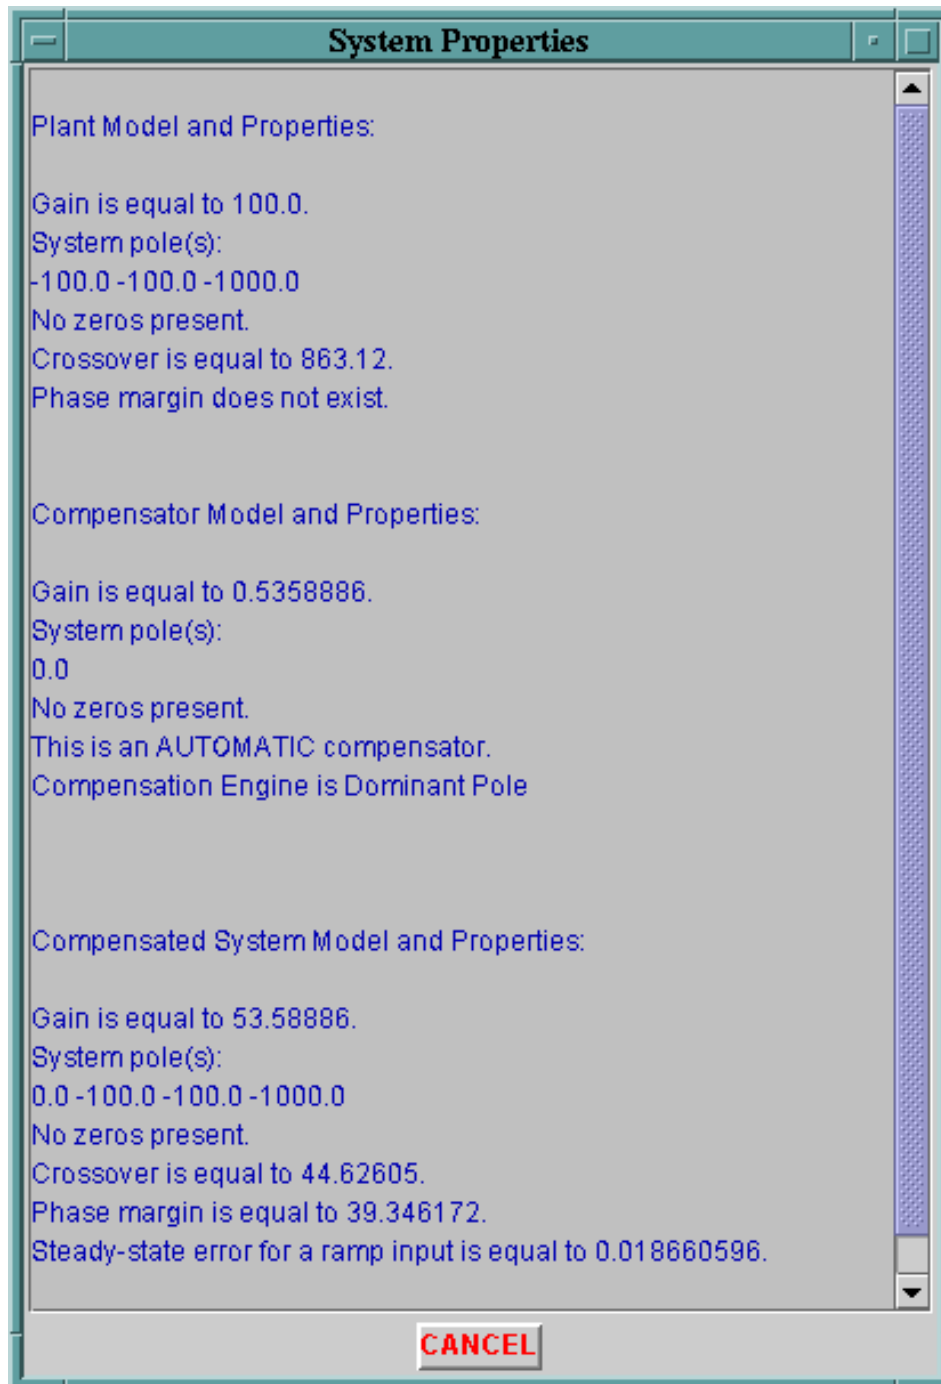 System Properties
Plant Model and Properties:
Gain is equal to 100.0.
System pole(s):
-100.0 -100.0 -1000.0
No zeros present.
Crossover is equal to 863.12.
Phase margin does not exist.
Compensator Model and Properties:
Gain is equal to 0.5358886.
System pole(s):
0.0
No zeros present.
This is an AUTOMATIC compensator.
Compensation Engine is Dominant Pole
Compensated System Model and Properties:
Gain is equal to 53.58886.
System pole(s):
0.0 -100.0 -100.0 -1000.0
No zeros present.
Crossover is equal to 44.62605.
Phase margin is equal to 39.346172.
Steady-state error for a ramp input is equal to 0.018660596.
CANCEL